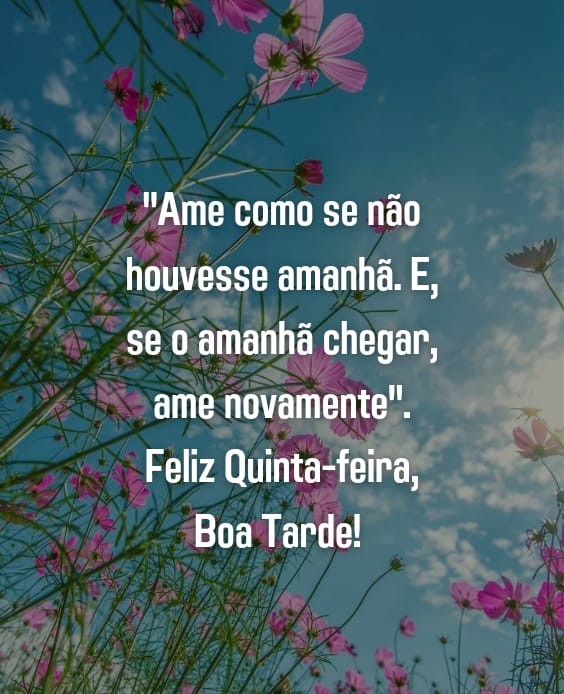 "Ame como se não
houvesse amanhã. E,
se o amanhã chegar,
ame novamente".
Feliz Quinta-feira,
Boa Tarde!